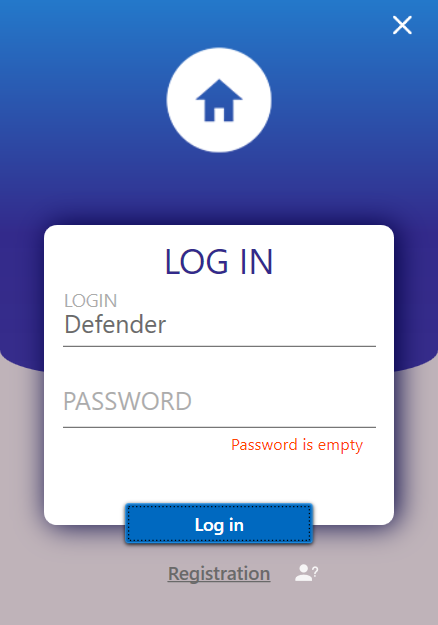 LOG IN
LOGIN
Defender
PASSWORD
Password is empty
Log in
Registration
?